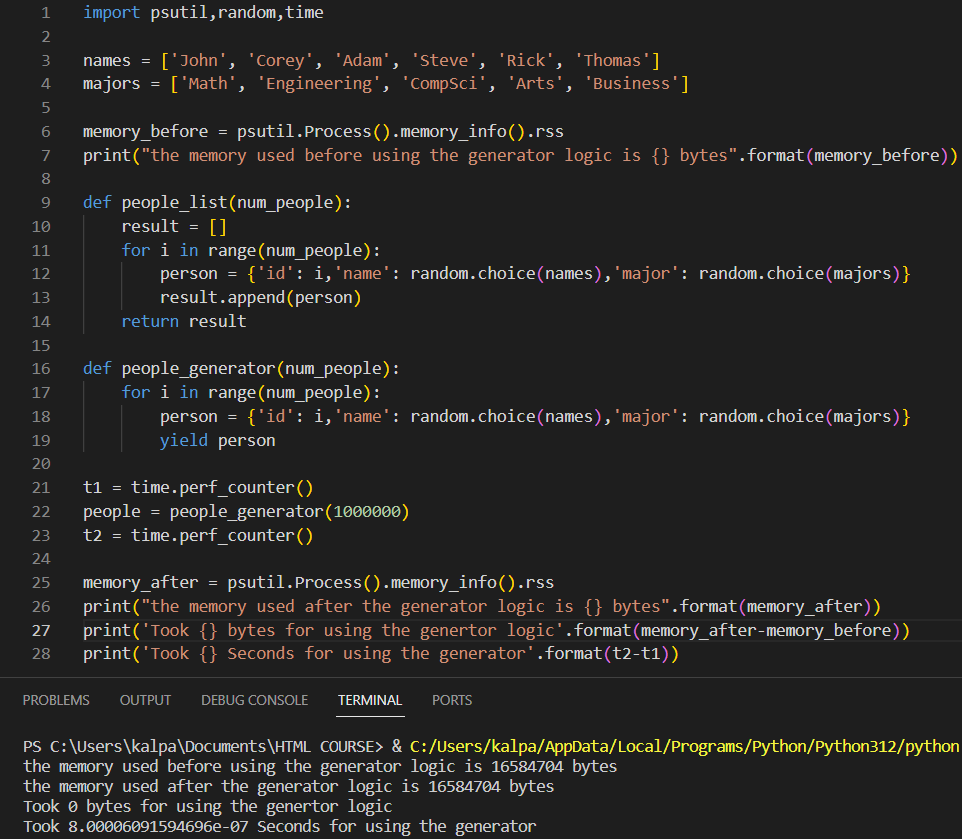 1 import psutil,random,time
2
3 names = ['John', 'Corey', 'Adam', 'Steve', 'Rick', 'Thomas']
4 majors = ['Math', 'Engineering', 'CompSci', 'Arts', 'Business']
5
6 memory_before = psutil.Process().memory_info().rss
7 print("the memory used before using the generator logic is {} bytes".format(memory_before))
8
9 def people_list(num_people):
10     result = []
11     for i in range(num_people):
12         person = {'id': i,'name': random.choice(names),'major': random.choice(majors)}
13         result.append(person)
14     return result
15
16 def people_generator(num_people):
17     for i in range(num_people):
18         person = {'id': i,'name': random.choice(names),'major': random.choice(majors)}
19         yield person
20
21 t1 = time.perf_counter()
22 people = people_generator(1000000)
23 t2 = time.perf_counter()
24
25 memory_after = psutil.Process().memory_info().rss
26 print("the memory used after the generator logic is {} bytes".format(memory_after))
27 print('Took {} bytes for using the genertor logic'.format(memory_after-memory_before))
28 print('Took {} Seconds for using the generator'.format(t2-t1))
PROBLEMS OUTPUT DEBUG CONSOLE TERMINAL PORTS
PS C:\Users\kalpa\Documents\HTML COURSE> & C:/Users/kalpa/AppData/Local/Programs/Python/Python312/python
the memory used before using the generator logic is 16584704 bytes
the memory used after the generator logic is 16584704 bytes
Took 0 bytes for using the genertor logic
Took 8.00006091594696e-07 Seconds for using the generator